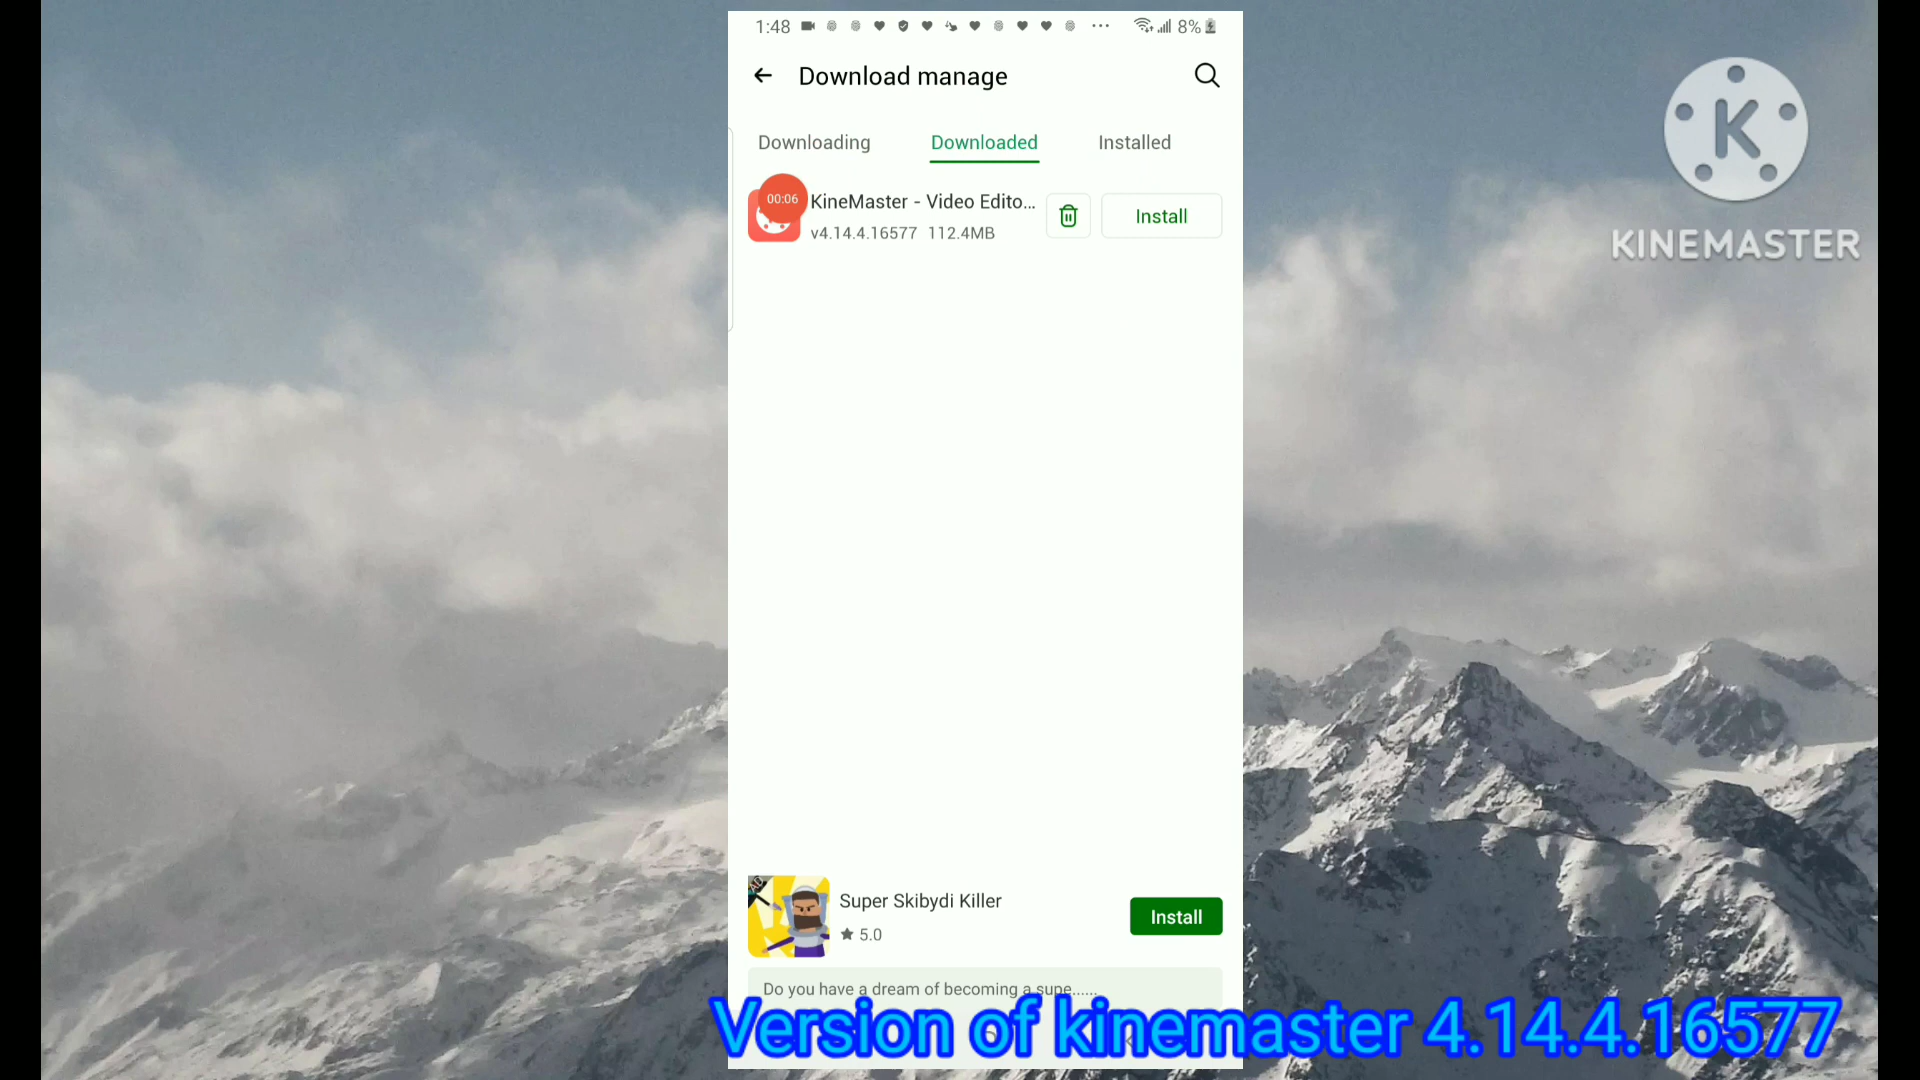 1:48
8%
Download manage
Downloading Downloaded Installed
00:06
KineMaster - Video Edito...
v4.14.4.16577 112.4MB
Install
K
KINEMASTER
Super Skibydi Killer
5.0
Install
Do you have a dream of becoming a supe......
Version of kinemaster 4.14.4.16577